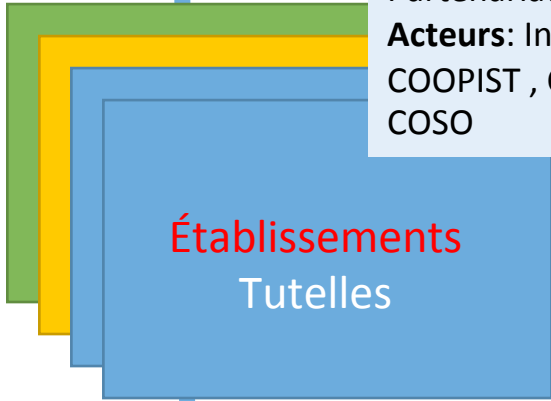 Acteurs: In
COOPIST ,
COSO
Établissements
Tutelles